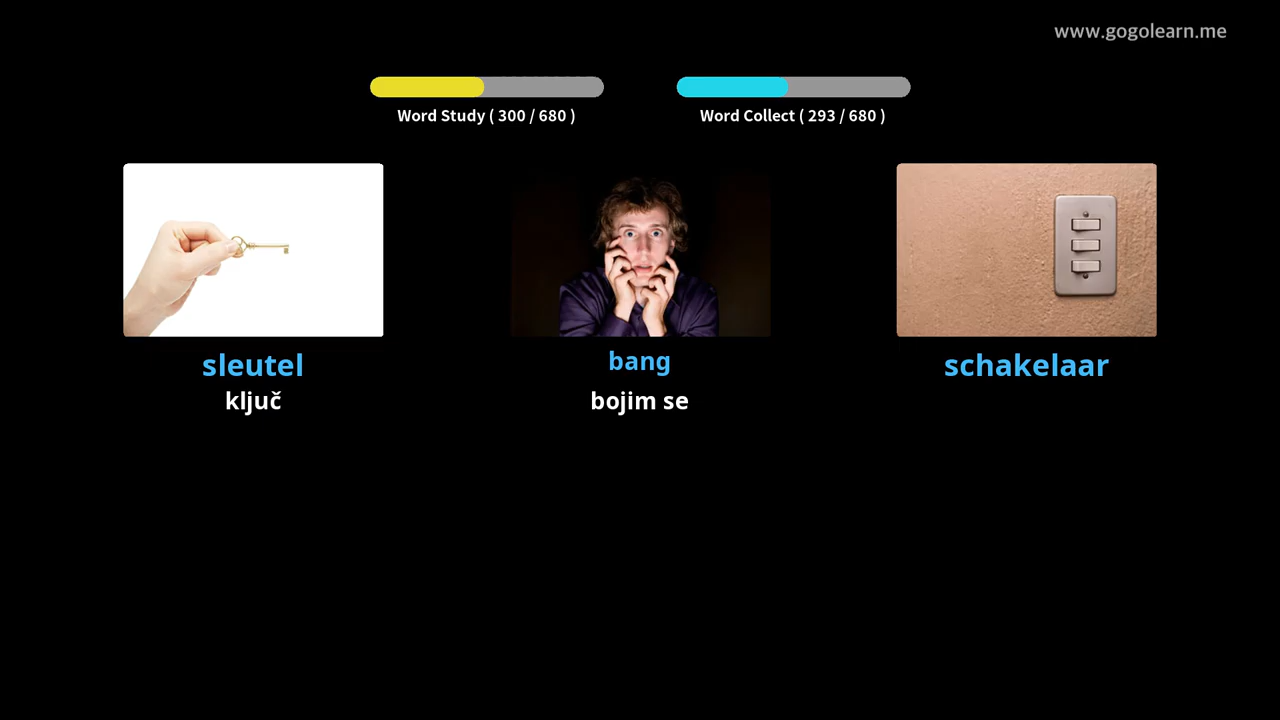 www.gogolearn.me
Word Study ( 300 / 680 )
Word Collect ( 293 / 680 )
sleutel
ključ
bang
bojim se
schakelaar